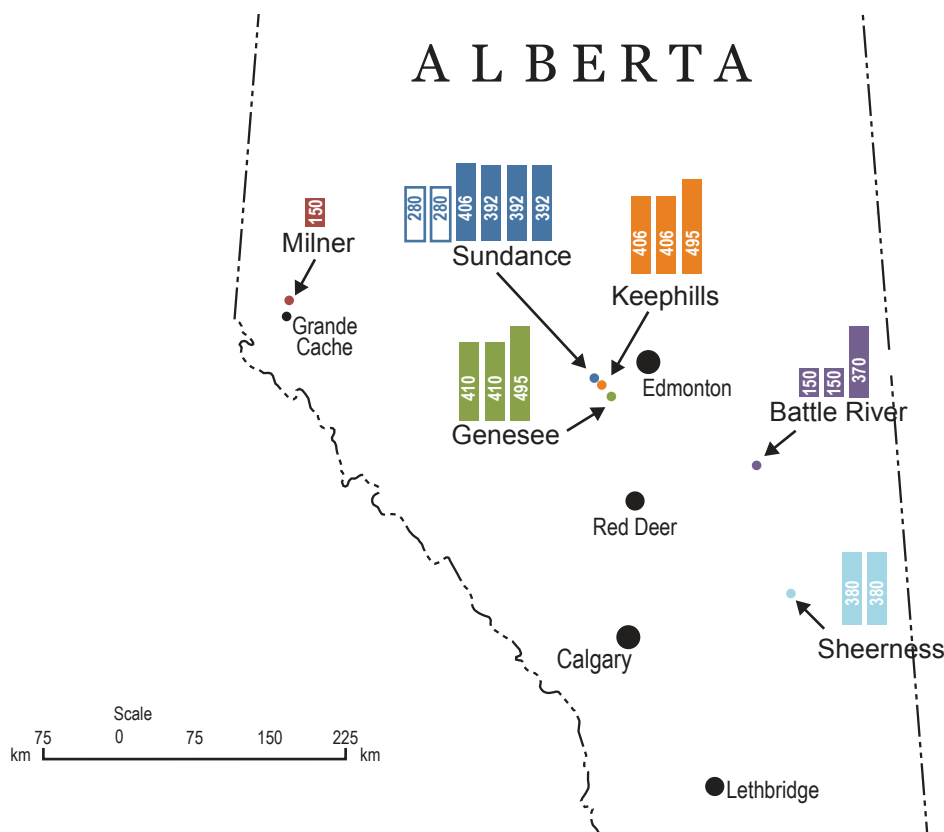 ALBERTA
280 280 406 392 392 392
Sundance
150
Milner
406 406 495
Keephills
Grande
Cache
410 410 495
Genesee
Edmonton
150 150 370
Battle River
Red Deer
380 380
Sheerness
Calgary
Scale
75 0 75 150 225
km km
Lethbridge